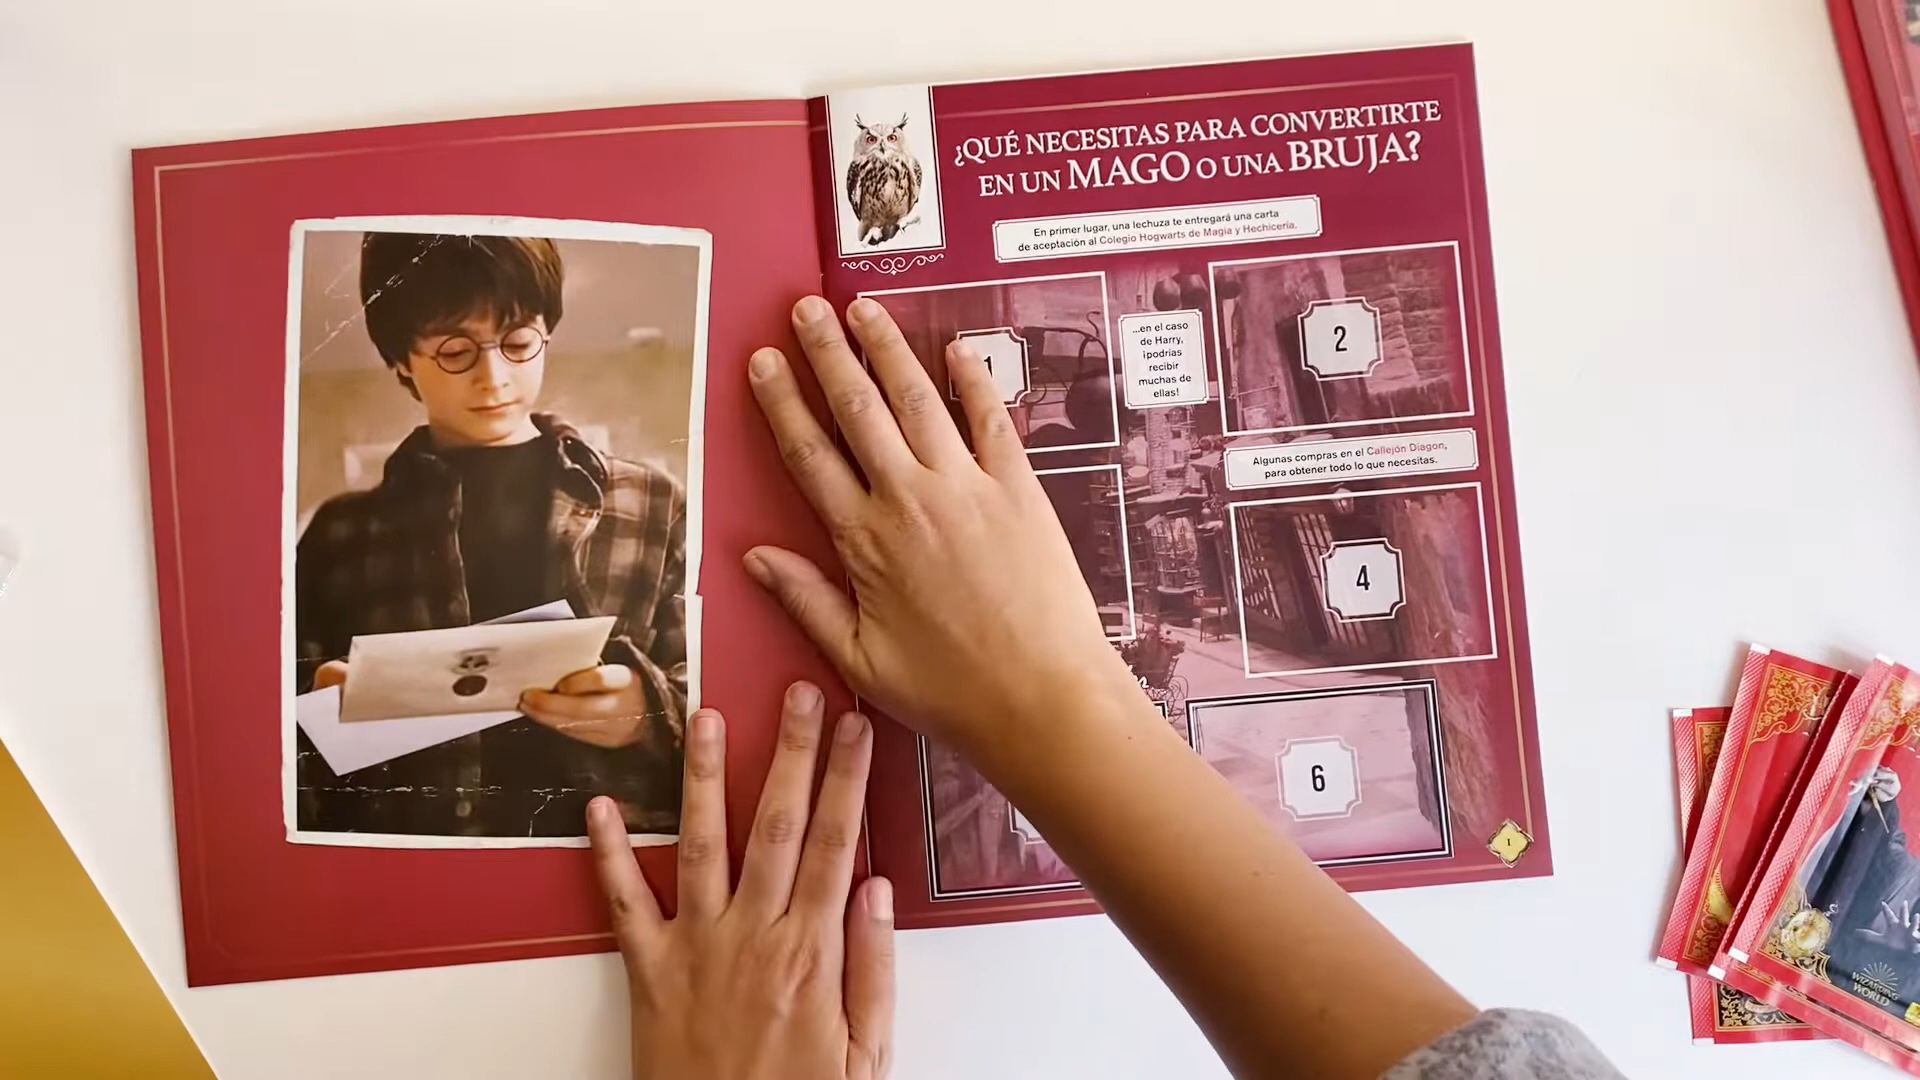 ¿QUÉ NECESITAS PARA CONVERTIRTE
EN UN MAGO O UNA BRUJA?
En primer lugar, una lechuza te entregará una carta
de aceptación al Colegio Hogwarts de Magia y Hechicería.
1
...en el caso
de Harry,
¡podrías
recibir
muchas de
ellas!
2
Algunas compras en el Callejón Diagon,
para obtener todo lo que necesitas.
4
6
1
WIZARDING
WORLD